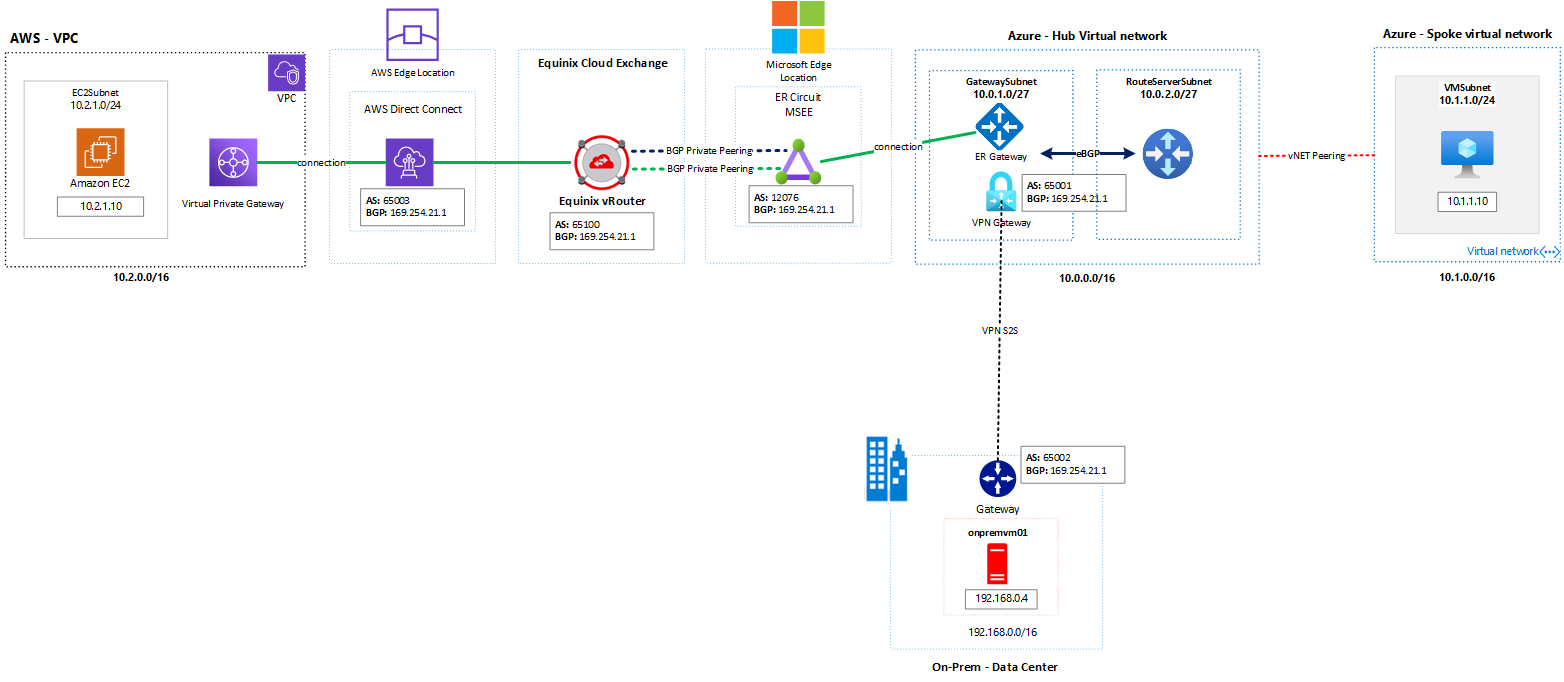 AWS - VPC
EC2Subnet
10.2.1.0/24
Amazon EC2
10.2.1.10
VPC
Virtual Private Gateway
10.2.0.0/16
connection
AWS Edge Location
AWS Direct Connect
AS: 65003
BGP: 169.254.21.1
Equinix Cloud Exchange
Equinix vRouter
AS: 65100
BGP: 169.254.21.1
BGP Private Peering
BGP Private Peering
Microsoft Edge
Location
ER Circuit
MSEE
AS: 12076
BGP: 169.254.21.1
connection
Azure - Hub Virtual network
GatewaySubnet
10.0.1.0/27
ER Gateway
VPN Gateway
AS: 65001
BGP: 169.254.21.1
eBGP
RouteServerSubnet
10.0.2.0/27
10.0.0.0/16
vNET Peering
Azure - Spoke virtual network
VMSubnet
10.1.1.0/24
10.1.1.10
Virtual network
10.1.0.0/16
VPN S2S
AS: 65002
BGP: 169.254.21.1
Gateway
onpremvm01
192.168.0.4
192.168.0.0/16
On-Prem - Data Center